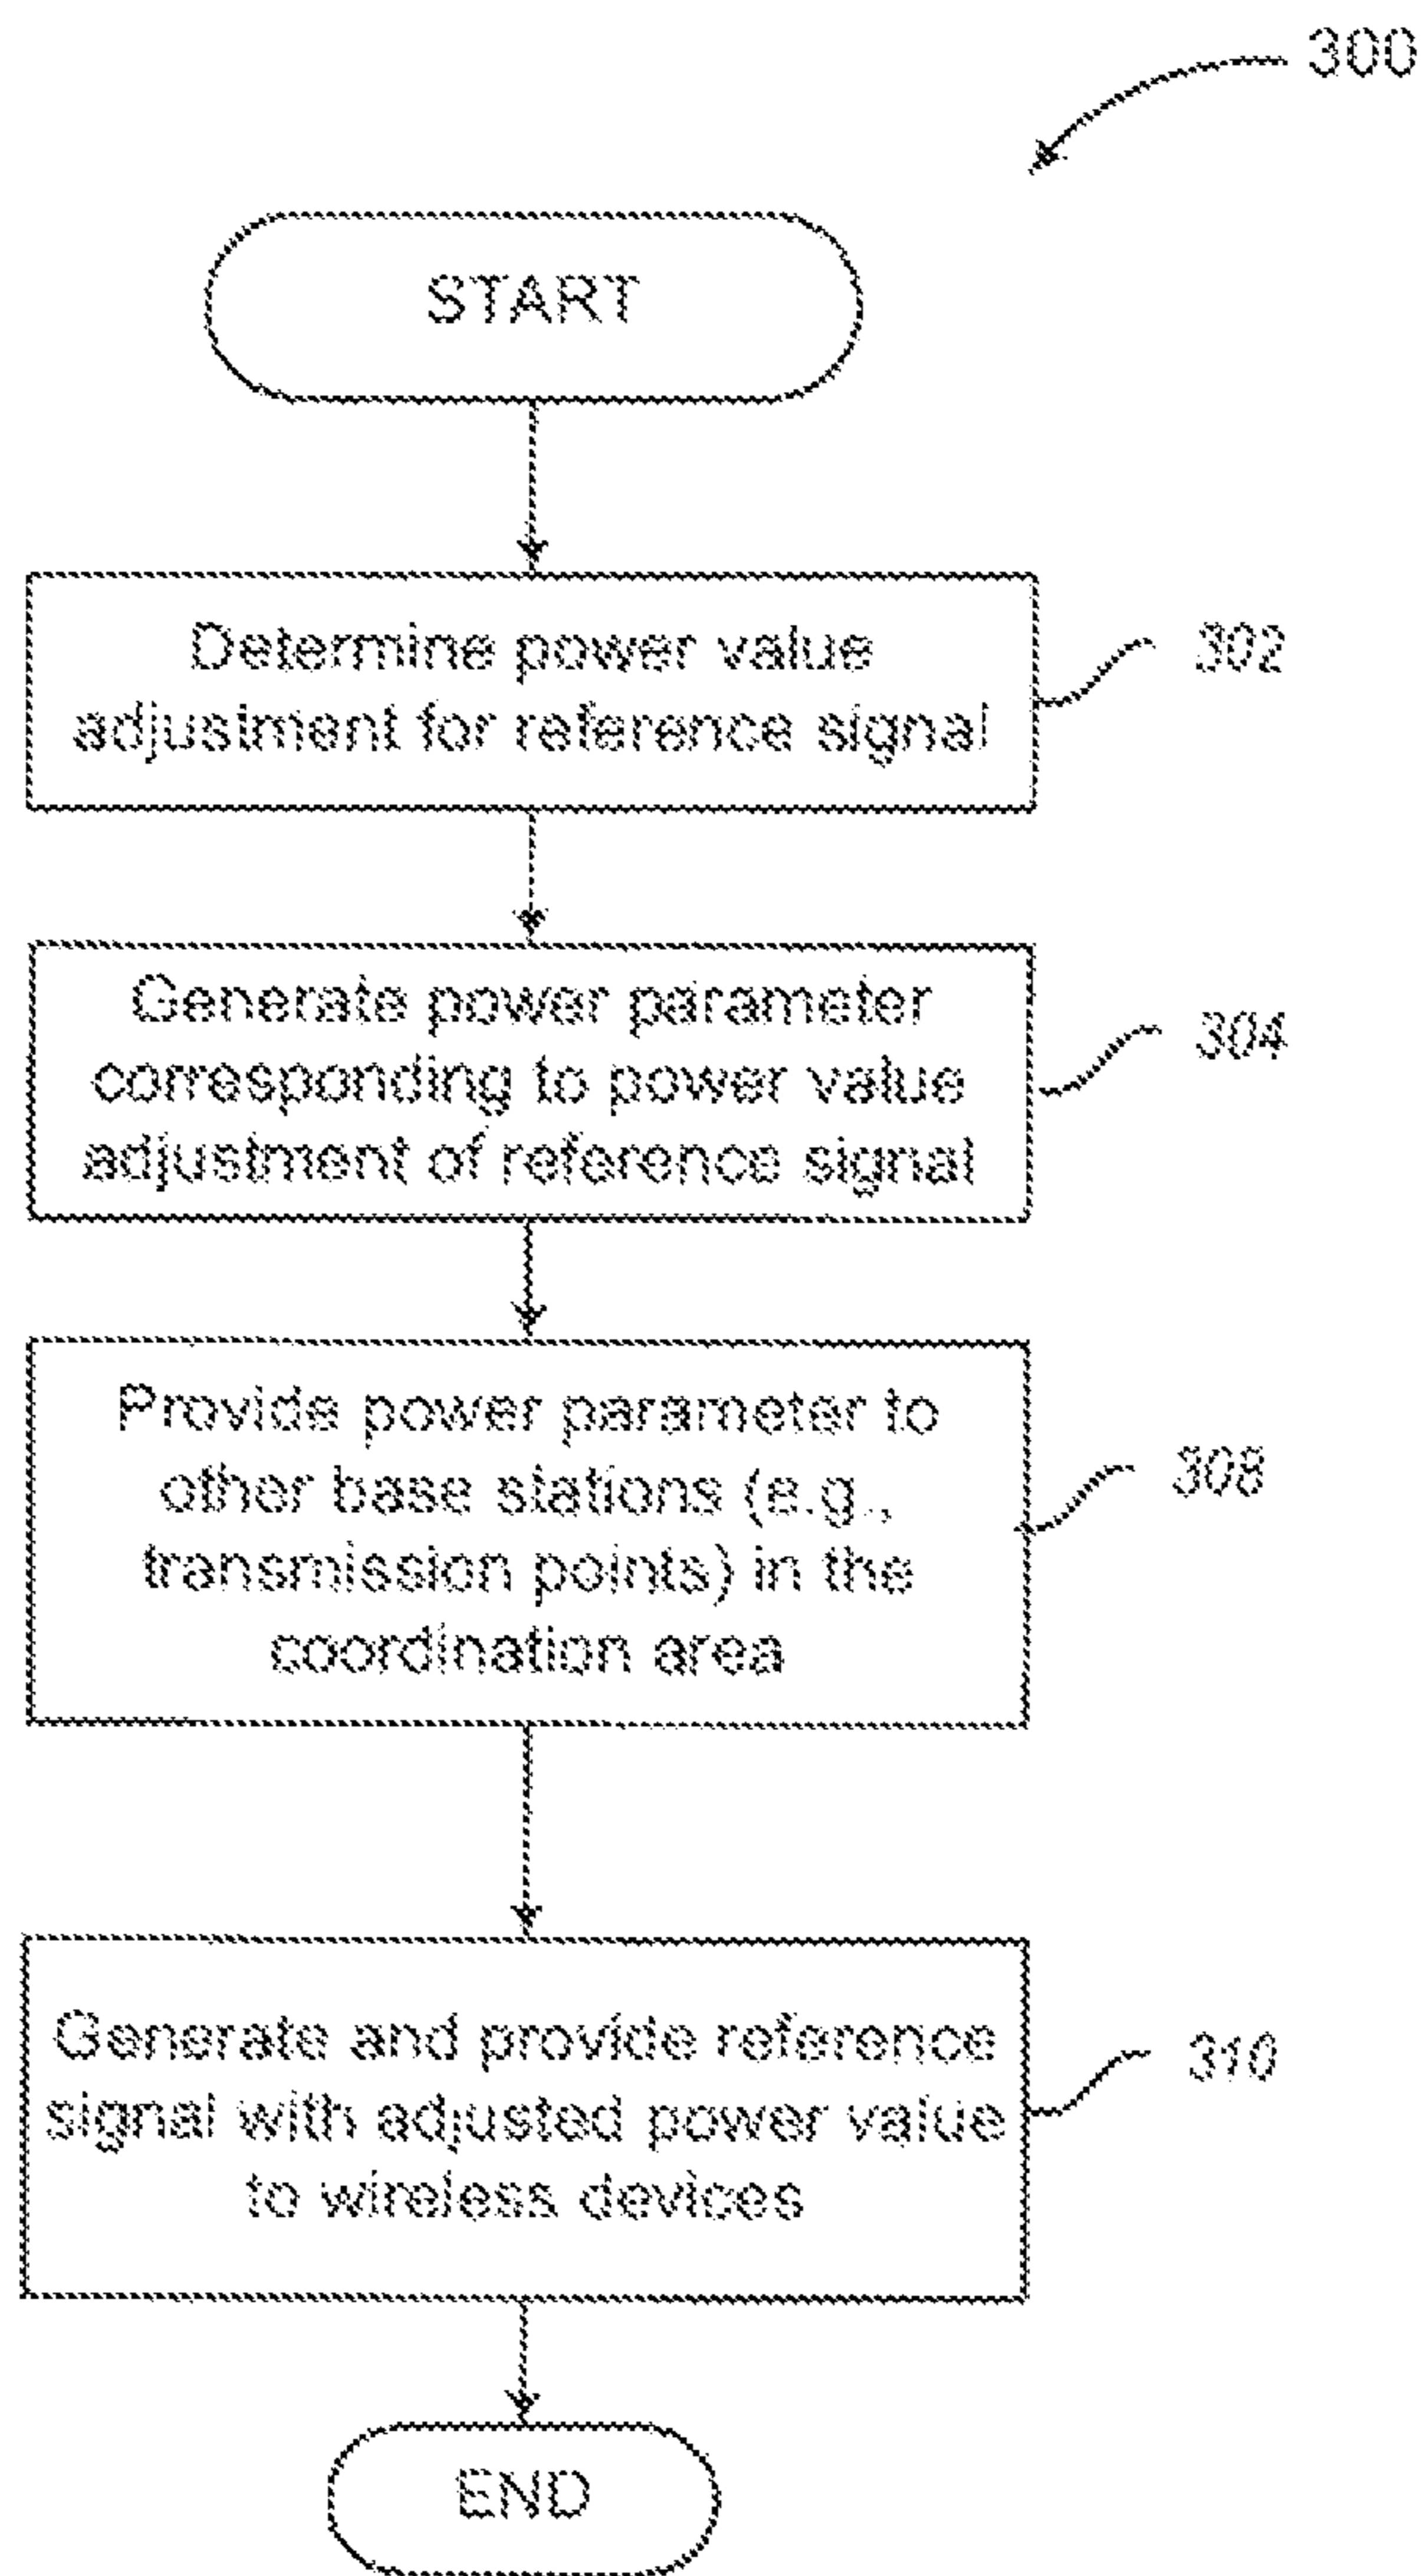 300
START
Determine power value
adjustment for reference signal
302
Generate power parameter
corresponding to power value
adjustment of reference signal
304
Provide power parameter to
other base stations (e.g.,
transmission points) in the
coordination area
308
Generate and provide reference
signal with adjusted power value
to wireless devices
310
END